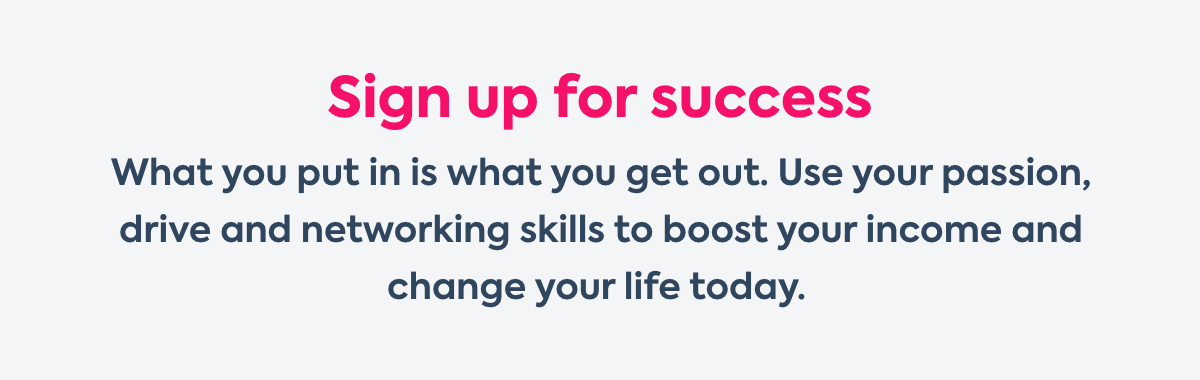 Sign up for success
What you put in is what you get out. Use your passion,
drive and networking skills to boost your income and
change your life today.